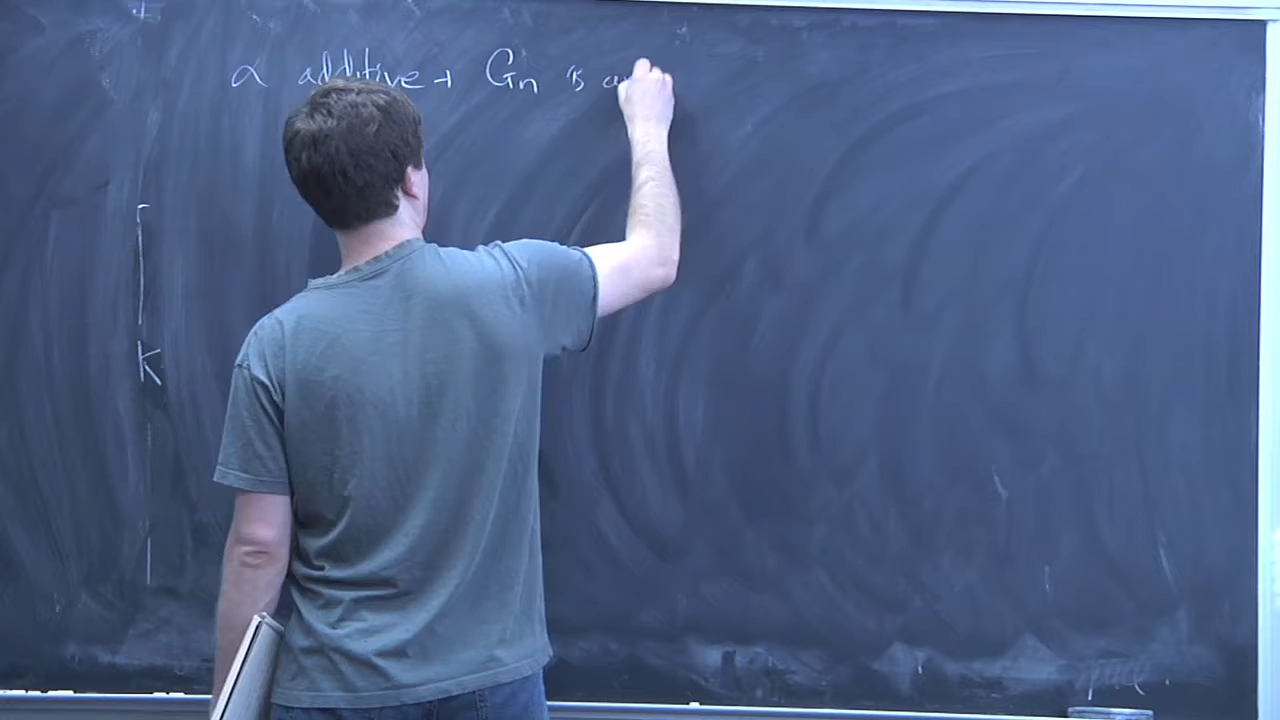 α additive + Gn is
K